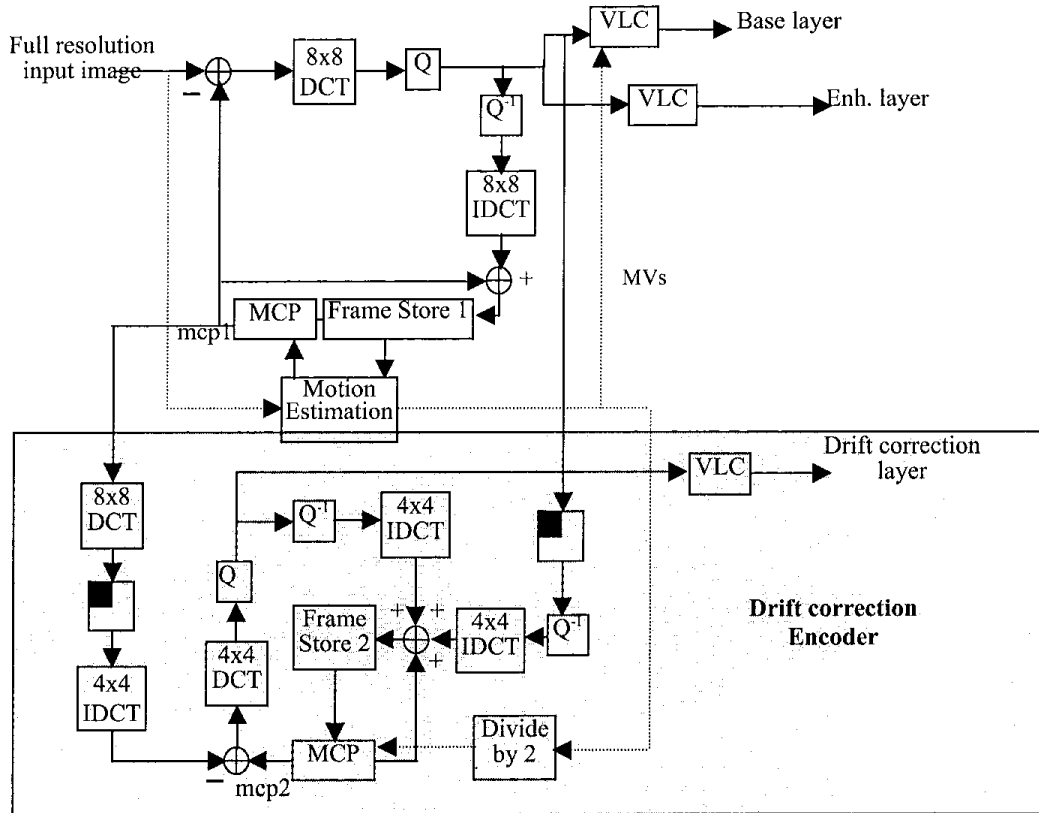 Full resolution
input image
8x8
DCT
Q
VLC
Base layer
VLC
Enh. layer
Q-1
8x8
IDCT
−
+
MVs
mcp1
MCP
Frame Store 1
Motion
Estimation
Drift correction
layer
VLC
8x8
DCT
Q-1
4x4
IDCT
Q
Frame
Store 2
+
+
+
4x4
IDCT
Q-1
Drift correction
Encoder
4x4
DCT
4x4
IDCT
MCP
Divide
by 2
−
mcp2